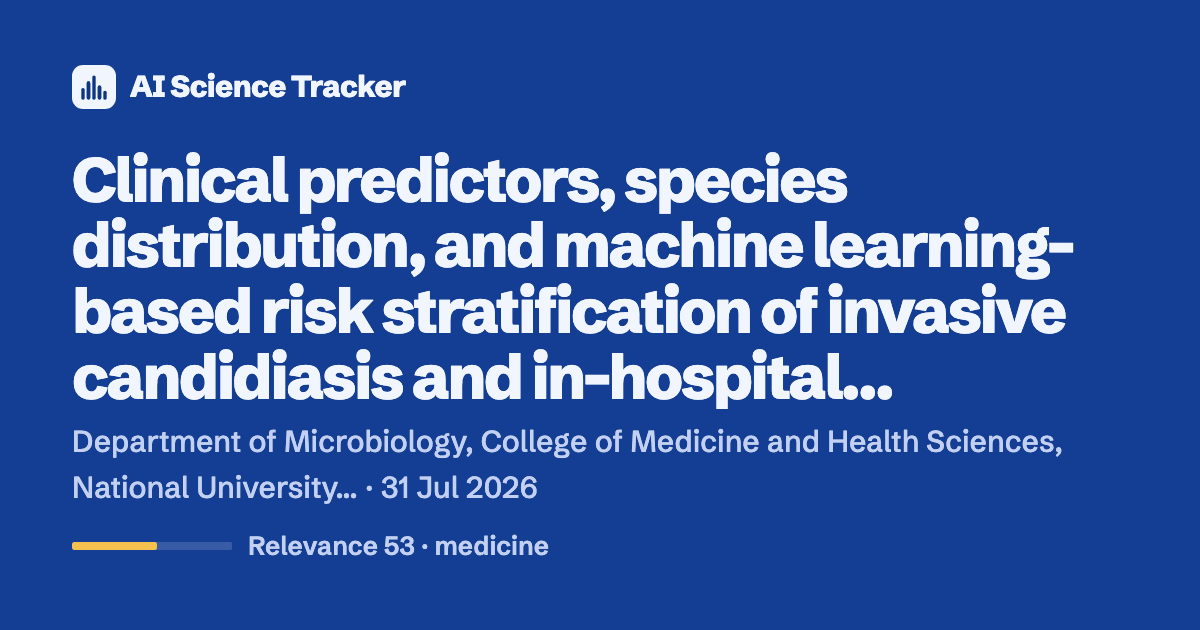 AI Science Tracker
Clinical predictors, species
distribution, and machine learning-
based risk stratification of invasive
candidiasis and in-hospital...
Department of Microbiology, College of Medicine and Health Sciences,
National University... · 31 Jul 2026
Relevance 53 · medicine